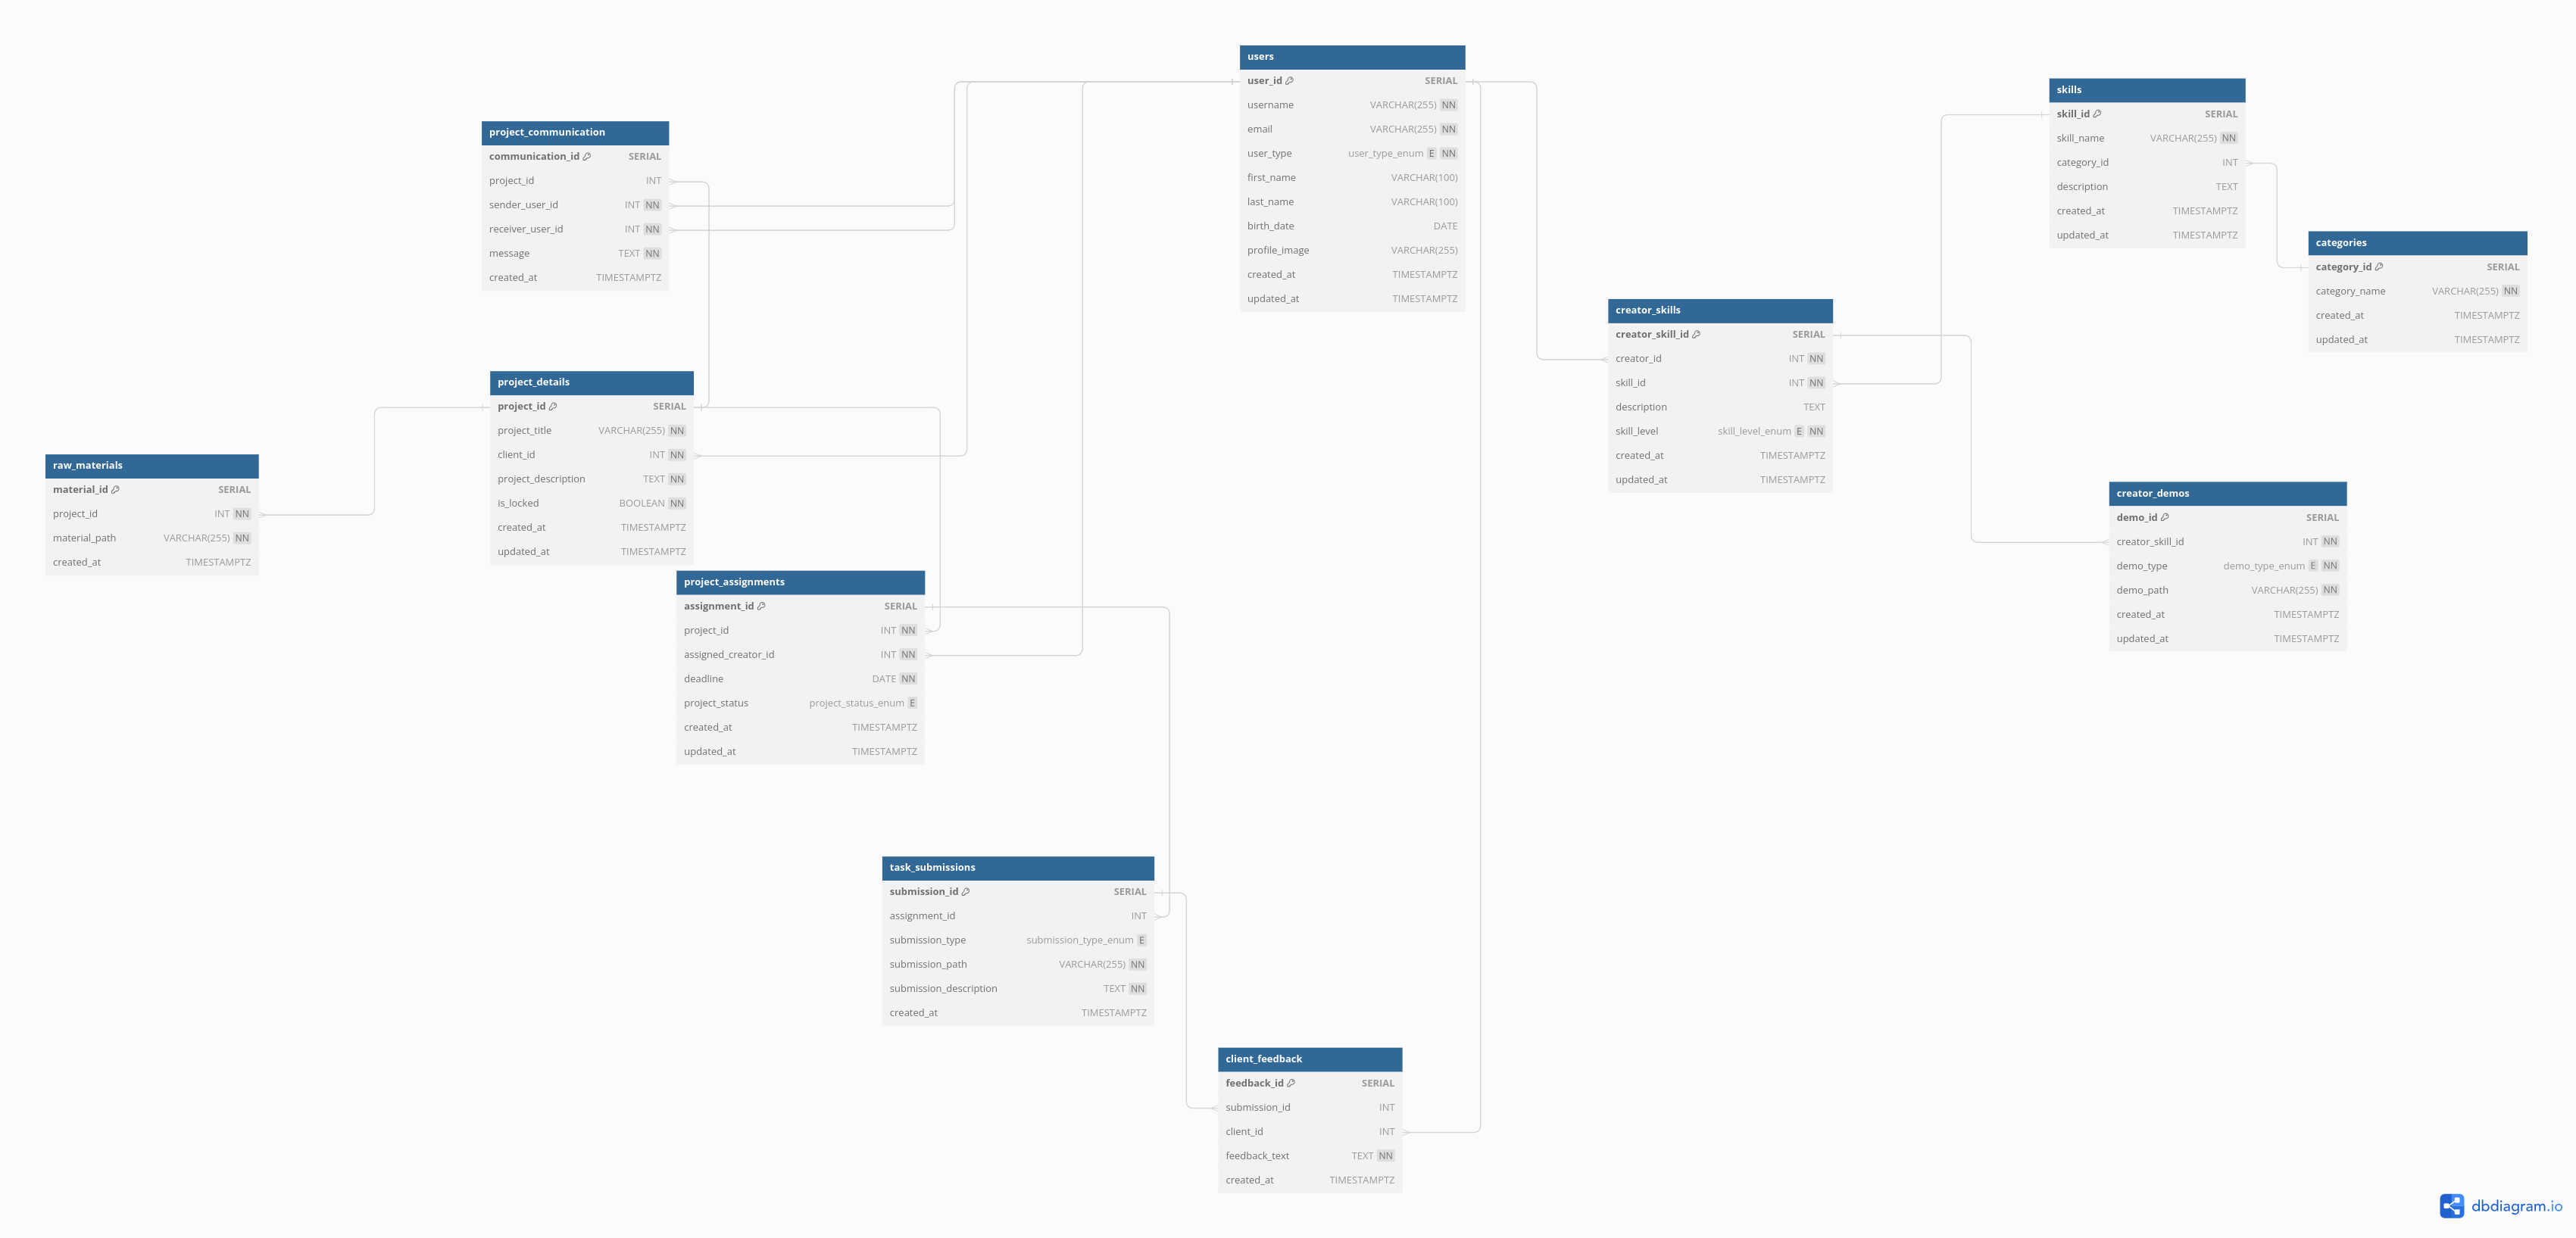 users
user_id SERIAL
username VARCHAR(255) NN
email VARCHAR(255) NN
user_type user_type_enum E NN
first_name VARCHAR(100)
last_name VARCHAR(100)
birth_date DATE
profile_image VARCHAR(255)
created_at TIMESTAMPTZ
updated_at TIMESTAMPTZ
skills
skill_id SERIAL
skill_name VARCHAR(255) NN
category_id INT
description TEXT
created_at TIMESTAMPTZ
updated_at TIMESTAMPTZ
project_communication
communication_id SERIAL
project_id INT
sender_user_id INT NN
receiver_user_id INT NN
message TEXT NN
created_at TIMESTAMPTZ
categories
category_id SERIAL
category_name VARCHAR(255) NN
created_at TIMESTAMPTZ
updated_at TIMESTAMPTZ
creator_skills
creator_skill_id SERIAL
creator_id INT NN
skill_id INT NN
description TEXT
skill_level skill_level_enum E NN
created_at TIMESTAMPTZ
updated_at TIMESTAMPTZ
project_details
project_id SERIAL
project_title VARCHAR(255) NN
client_id INT NN
project_description TEXT NN
is_locked BOOLEAN NN
created_at TIMESTAMPTZ
updated_at TIMESTAMPTZ
raw_materials
material_id SERIAL
project_id INT NN
material_path VARCHAR(255) NN
created_at TIMESTAMPTZ
creator_demos
demo_id SERIAL
creator_skill_id INT NN
demo_type demo_type_enum E NN
demo_path VARCHAR(255) NN
created_at TIMESTAMPTZ
updated_at TIMESTAMPTZ
project_assignments
assignment_id SERIAL
project_id INT NN
assigned_creator_id INT NN
deadline DATE NN
project_status project_status_enum E
created_at TIMESTAMPTZ
updated_at TIMESTAMPTZ
task_submissions
submission_id SERIAL
assignment_id INT
submission_type submission_type_enum E
submission_path VARCHAR(255) NN
submission_description TEXT NN
created_at TIMESTAMPTZ
client_feedback
feedback_id SERIAL
submission_id INT
client_id INT
feedback_text TEXT NN
created_at TIMESTAMPTZ
dbdiagram.io